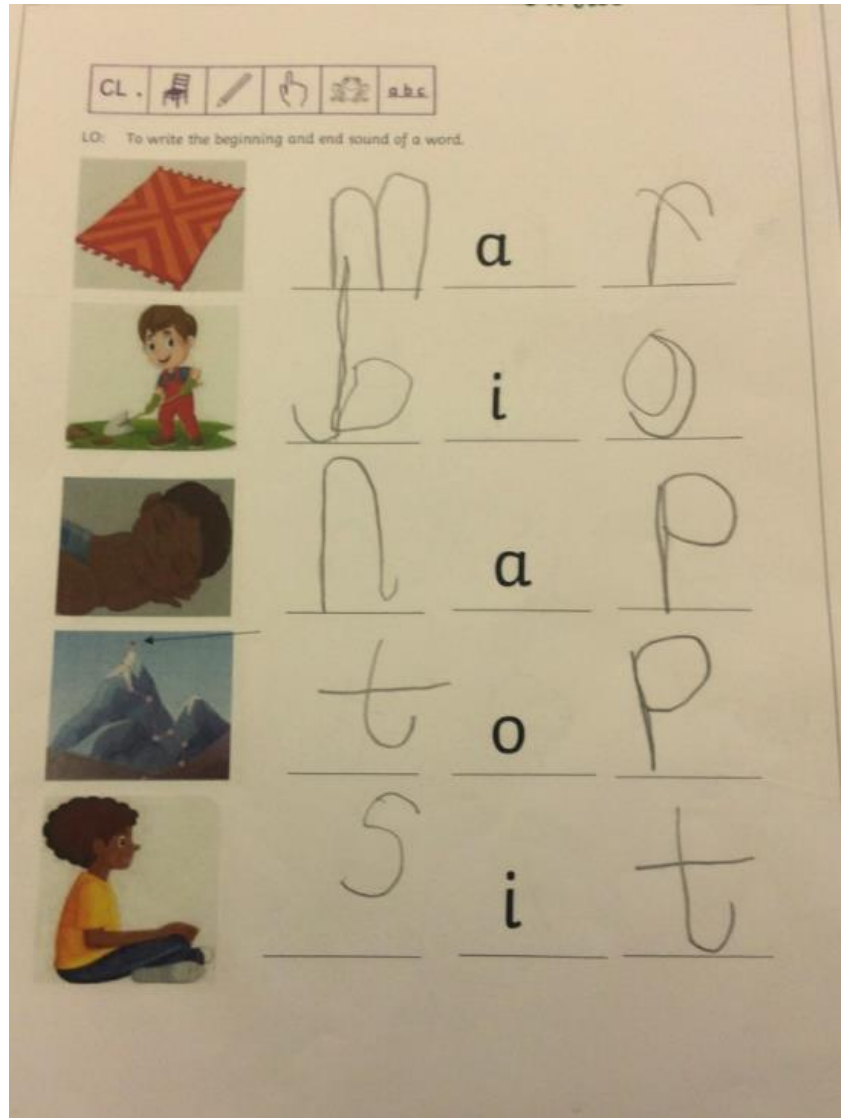 CL.
abc
LO: To write the beginning and end sound of a word.
m a r
b i g
n a p
t o p
s i t